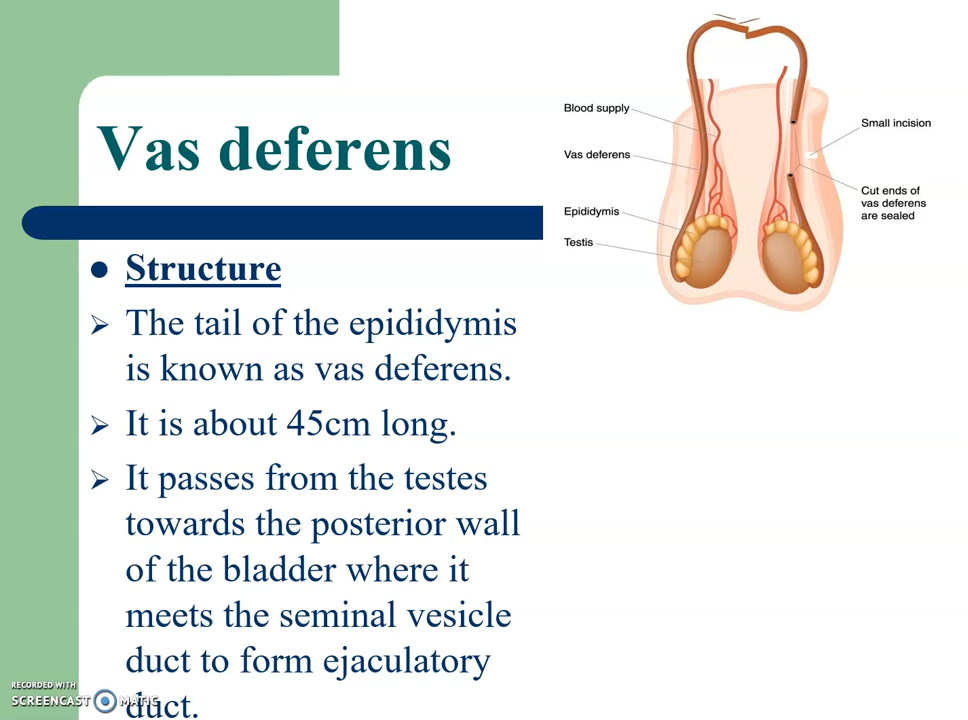 Vas deferens
Structure
The tail of the epididymis
is known as vas deferens.
It is about 45cm long.
It passes from the testes
towards the posterior wall
of the bladder where it
meets the seminal vesicle
duct to form ejaculatory
duct.
Blood supply
Vas deferens
Epididymis
Testis
Small incision
Cut ends of
vas deferens
are sealed
RECORDED WITH
SCREENCAST MATIC